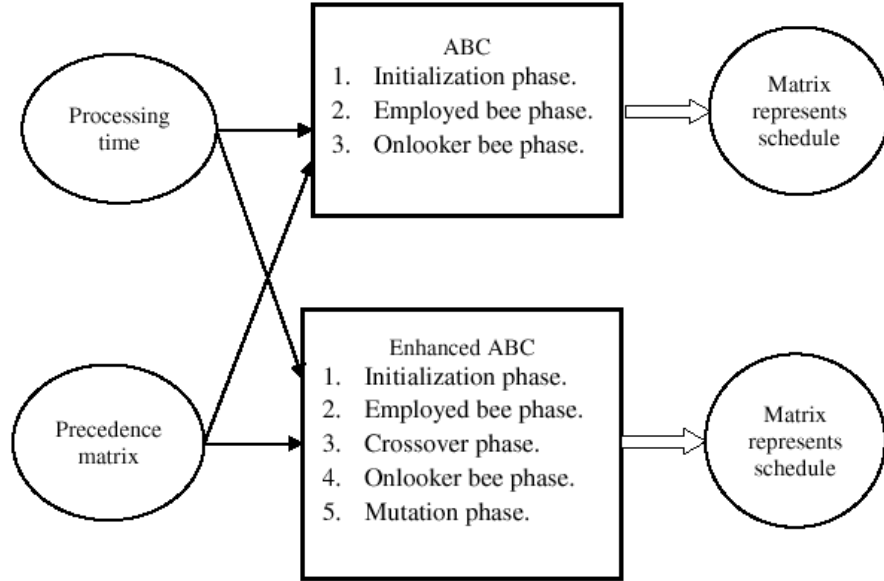 Processing
time
ABC
1. Initialization phase.
2. Employed bee phase.
3. Onlooker bee phase.
Matrix
represents
schedule
Precedence
matrix
Enhanced ABC
1. Initialization phase.
2. Employed bee phase.
3. Crossover phase.
4. Onlooker bee phase.
5. Mutation phase.
Matrix
represents
schedule